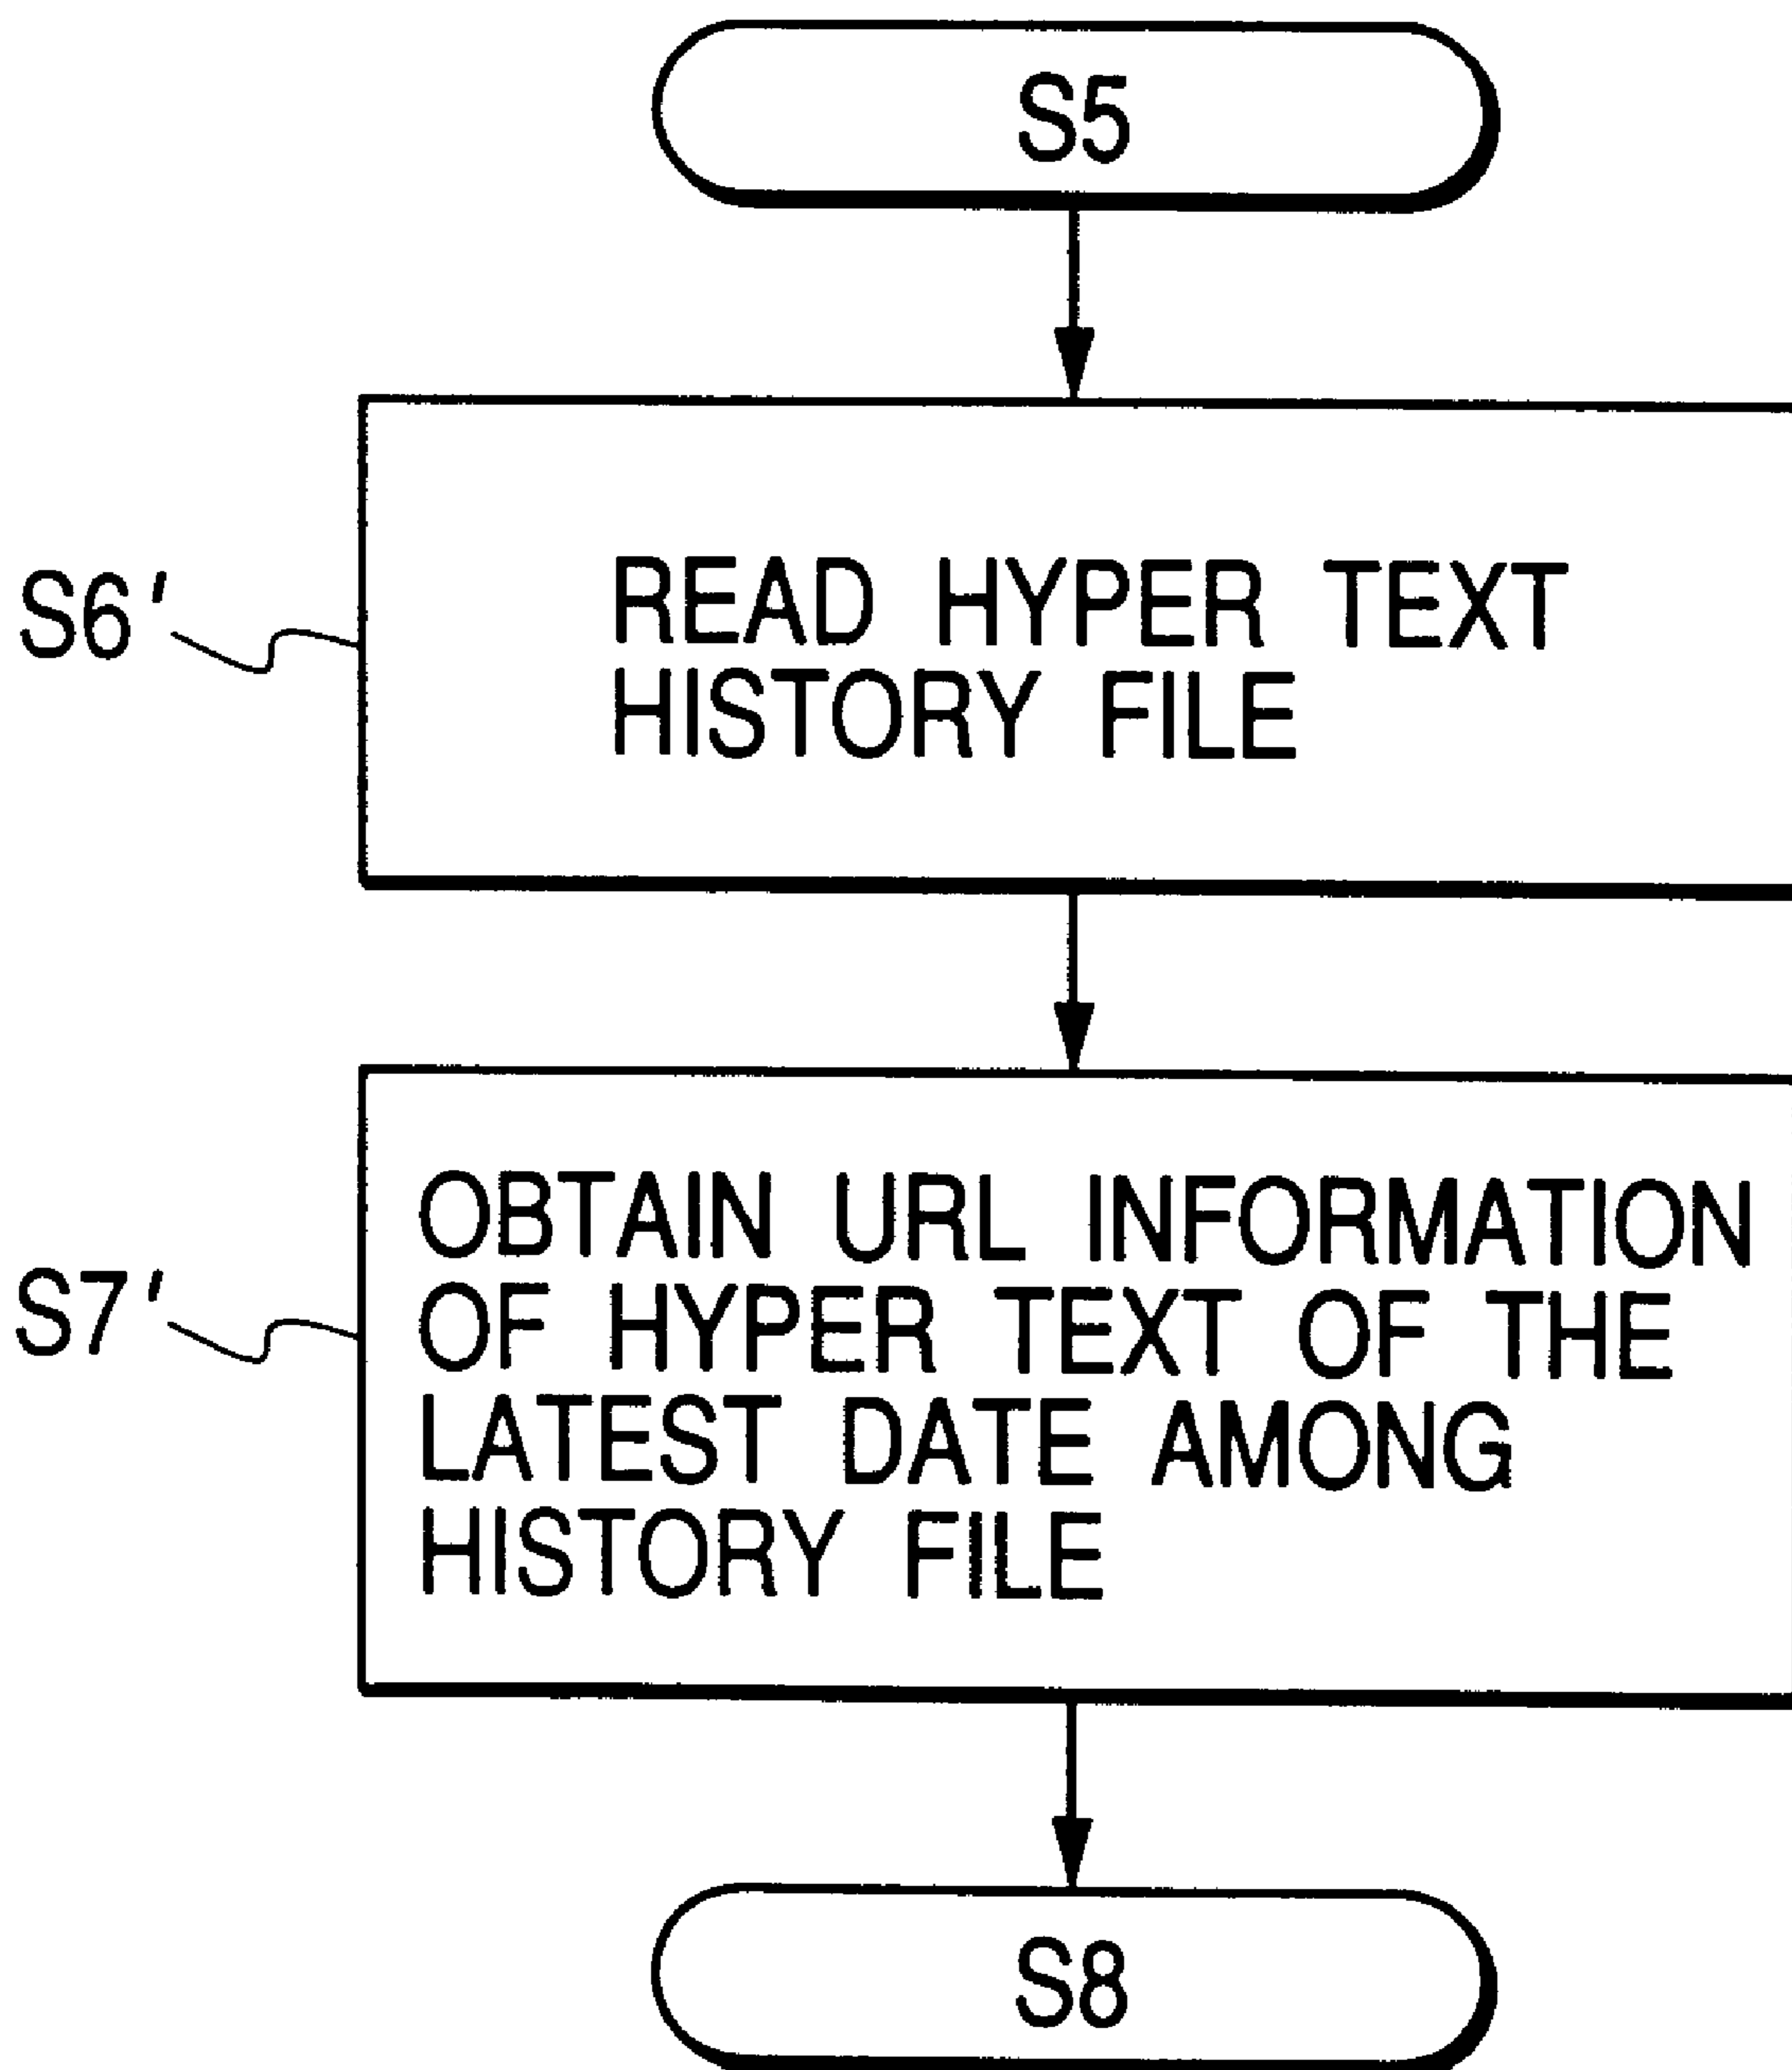 S5
S6'
READ HYPER TEXT
HISTORY FILE
S7'
OBTAIN URL INFORMATION
OF HYPER TEXT OF THE
LATEST DATE AMONG
HISTORY FILE
S8